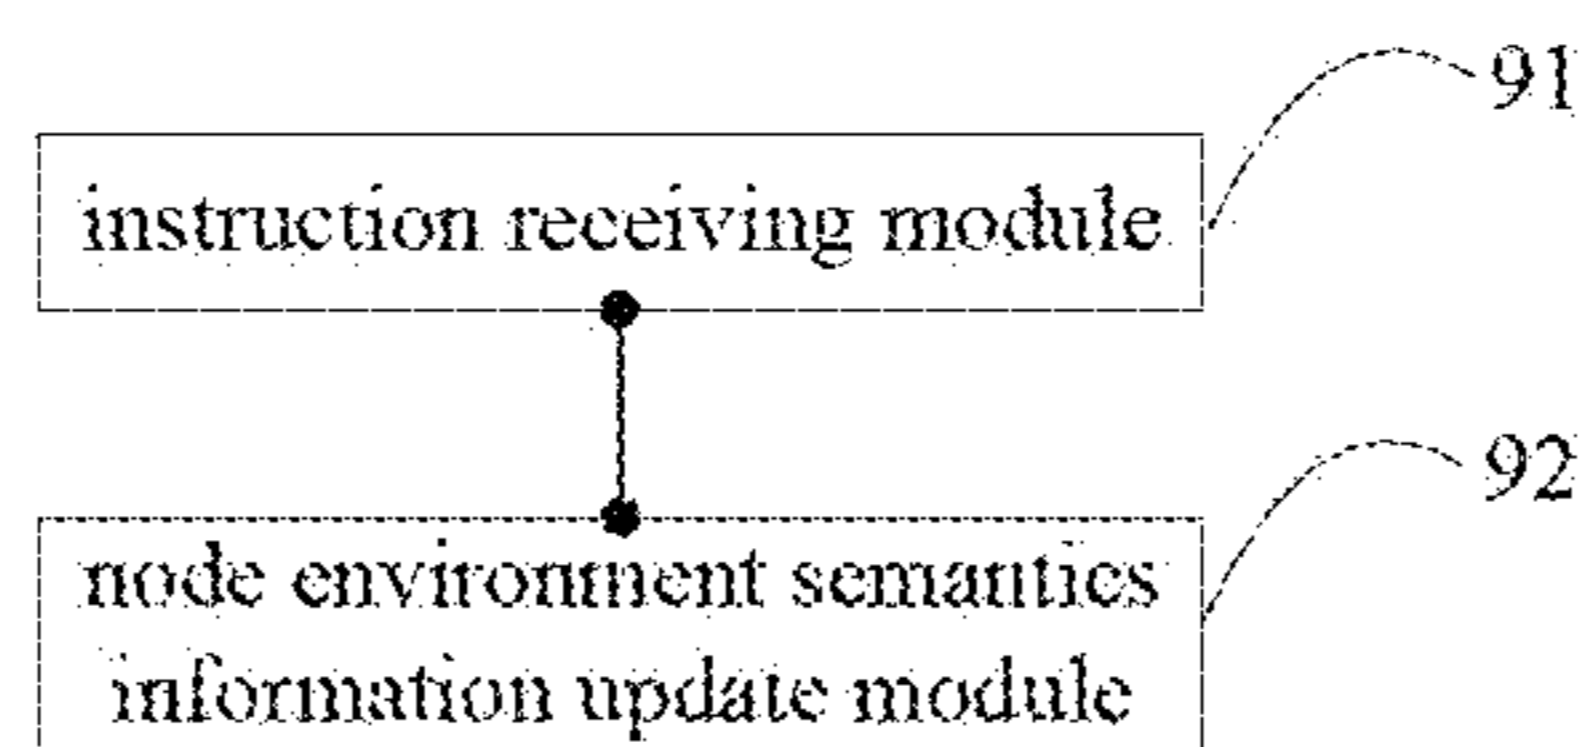 91
instruction receiving module
92
node environment semantics
information update module